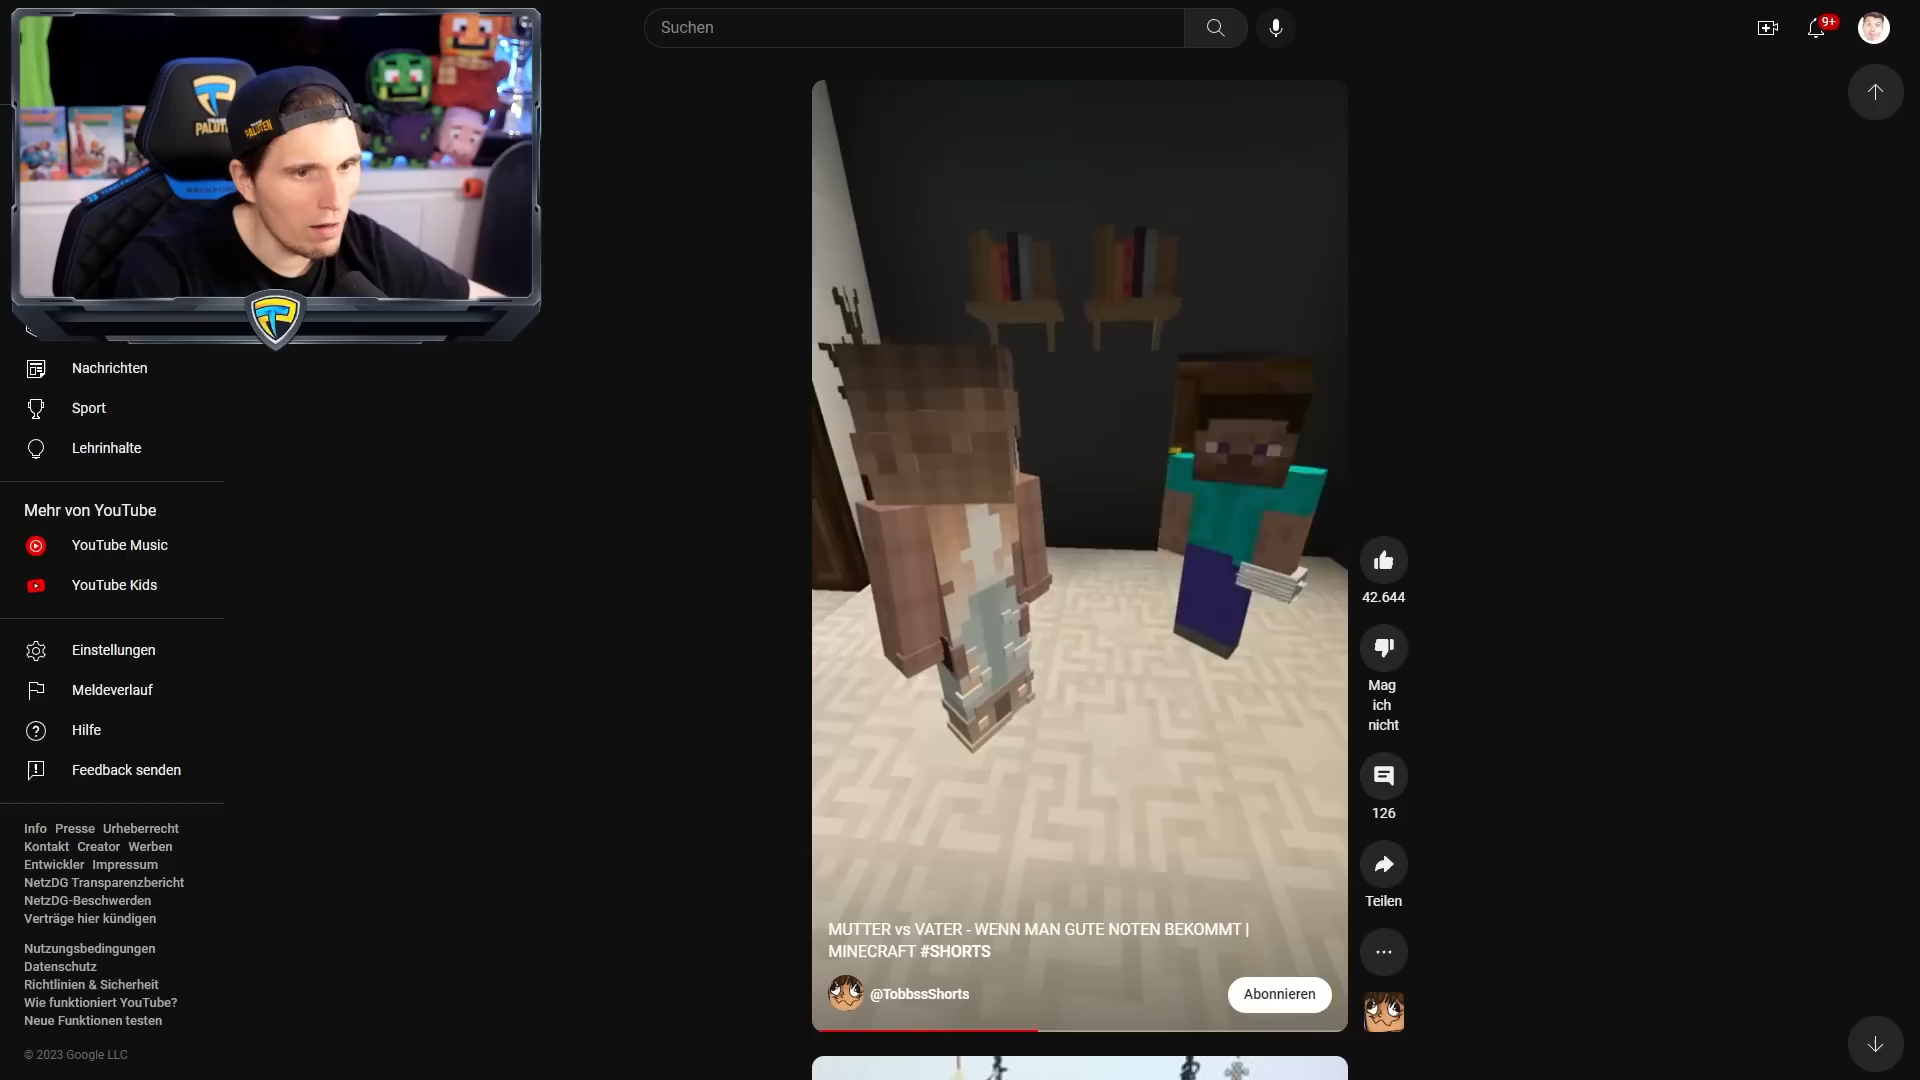 Suchen
9+
TEAM
PALUTEN
Nachrichten
Sport
Lehrinhalte
Mehr von YouTube
YouTube Music
YouTube Kids
Einstellungen
Meldeverlauf
Hilfe
Feedback senden
Info Presse Urheberrecht
Kontakt Creator Werben
Entwickler Impressum
NetzDG Transparenzbericht
NetzDG-Beschwerden
Verträge hier kündigen
Nutzungsbedingungen
Datenschutz
Richtlinien & Sicherheit
Wie funktioniert YouTube?
Neue Funktionen testen
© 2023 Google LLC
42.644
Mag
ich
nicht
126
Teilen
MUTTER vs VATER - WENN MAN GUTE NOTEN BEKOMMT |
MINECRAFT #SHORTS
@TobbssShorts
Abonnieren